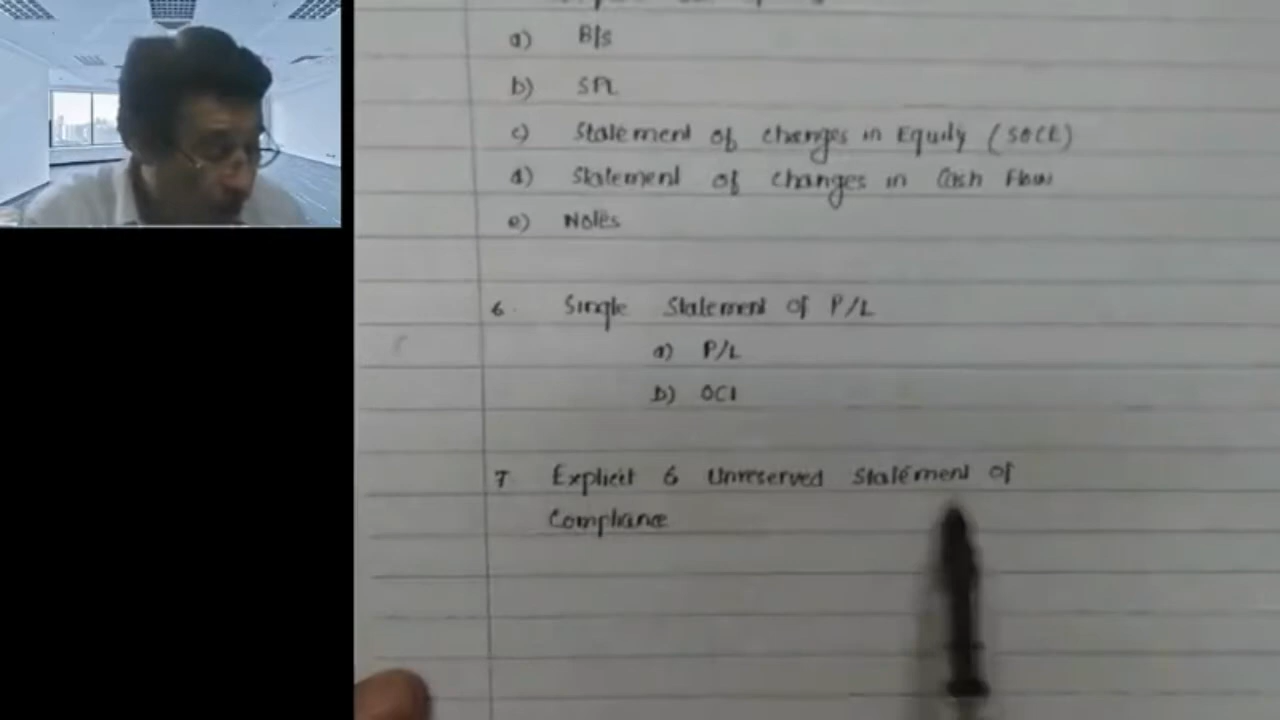 a) B/s
b) SPL
c) Statement of changes in Equity (SOCE)
d) Statement of changes in Cash Flow
e) Notes
6. Single Statement of P/L
a) P/L
b) OCI
7 Explicit & Unreserved Statement of
Compliance